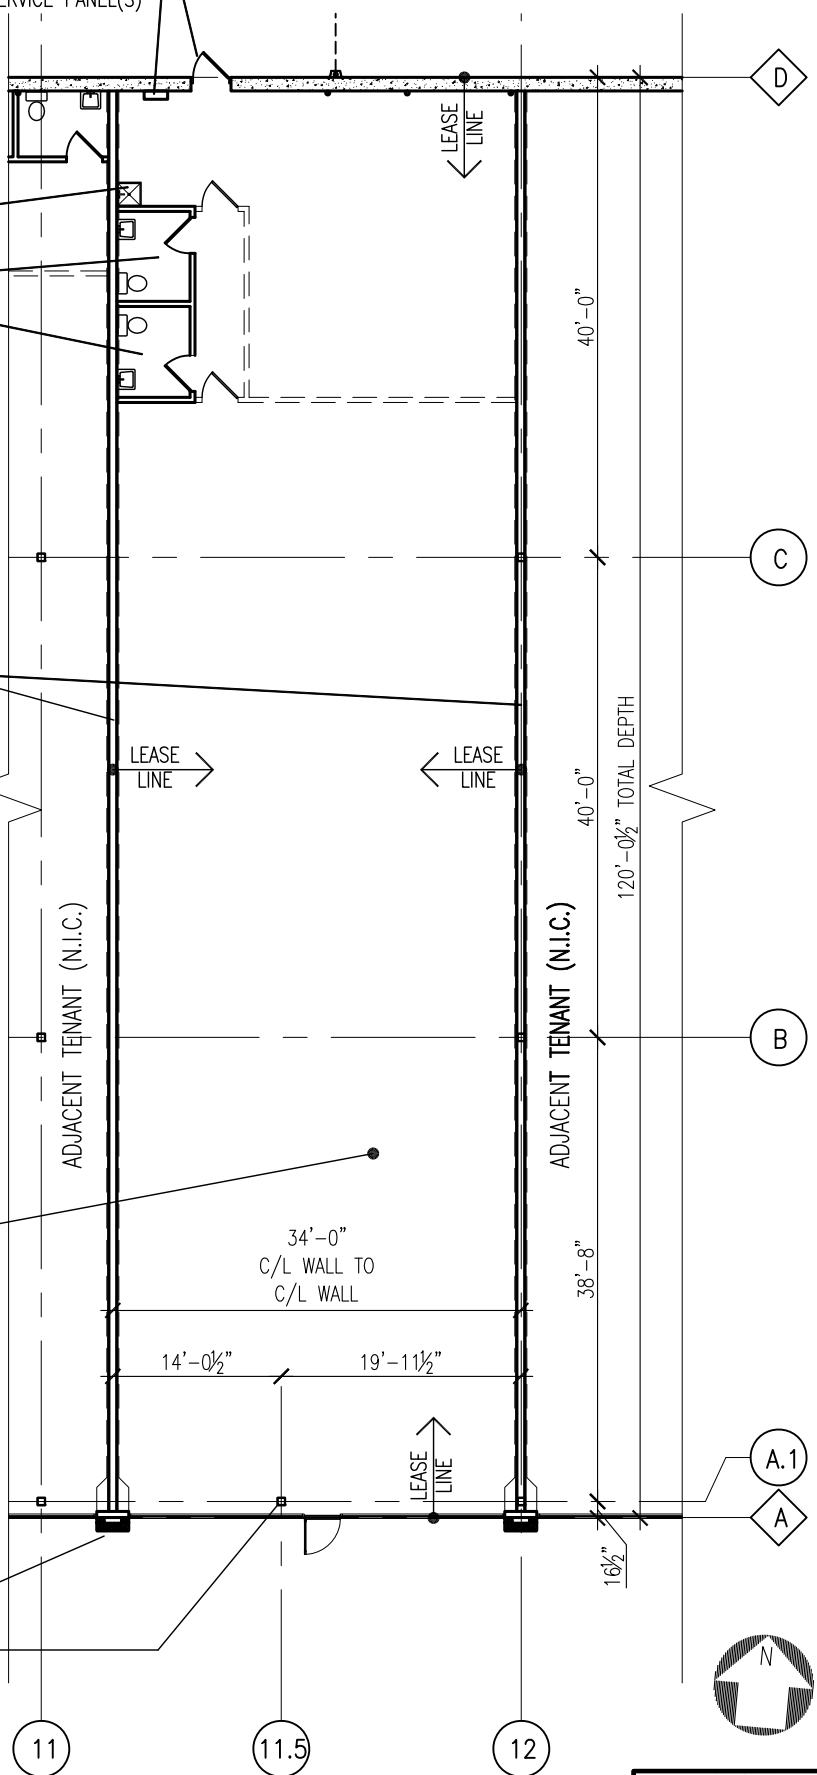 SERVICE PANEL(S)
D
LEASE
LINE
40'-0"
C
LEASE
LINE
LEASE
LINE
40'-0"
120'-0½" TOTAL DEPTH
ADJACENT TENANT (N.I.C.)
ADJACENT TENANT (N.I.C.)
B
34'-0"
C/L WALL TO
C/L WALL
38'-8"
14'-0½"
19'-11½"
LEASE
LINE
A.1
A
16½"
N
11
11.5
12